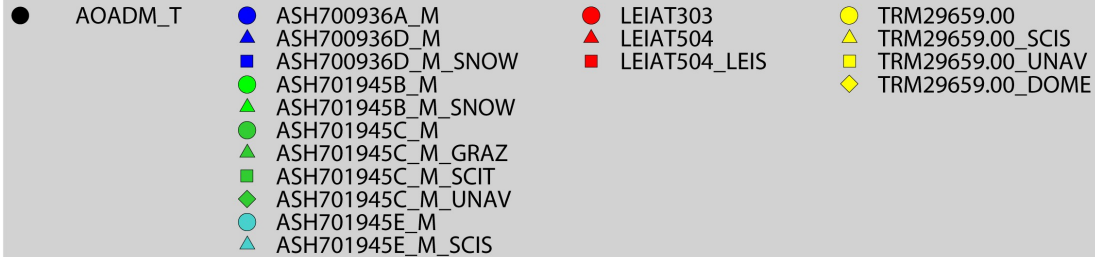 AOADM_T
ASH700936A_M
ASH700936D_M
ASH700936D_M_SNOW
ASH701945B_M
ASH701945B_M_SNOW
ASH701945C_M
ASH701945C_M_GRAZ
ASH701945C_M_SCIT
ASH701945C_M_UNAV
ASH701945E_M
ASH701945E_M_SCIS
LEIAT303
LEIAT504
LEIAT504_LEIS
TRM29659.00
TRM29659.00_SCIS
TRM29659.00_UNAV
TRM29659.00_DOME